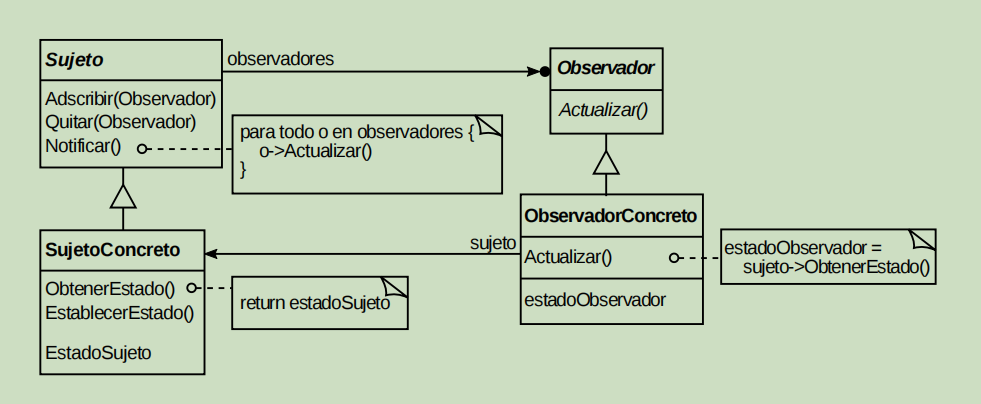 Sujeto
Adscribir(Observador)
Quitar(Observador)
Notificar()
observadores
Observador
Actualizar()
para todo o en observadores {
o->Actualizar()
}
SujetoConcreto
ObtenerEstado()
EstablecerEstado()
EstadoSujeto
return estadoSujeto
sujeto
ObservadorConcreto
Actualizar()
estadoObservador
estadoObservador =
sujeto->ObtenerEstado()